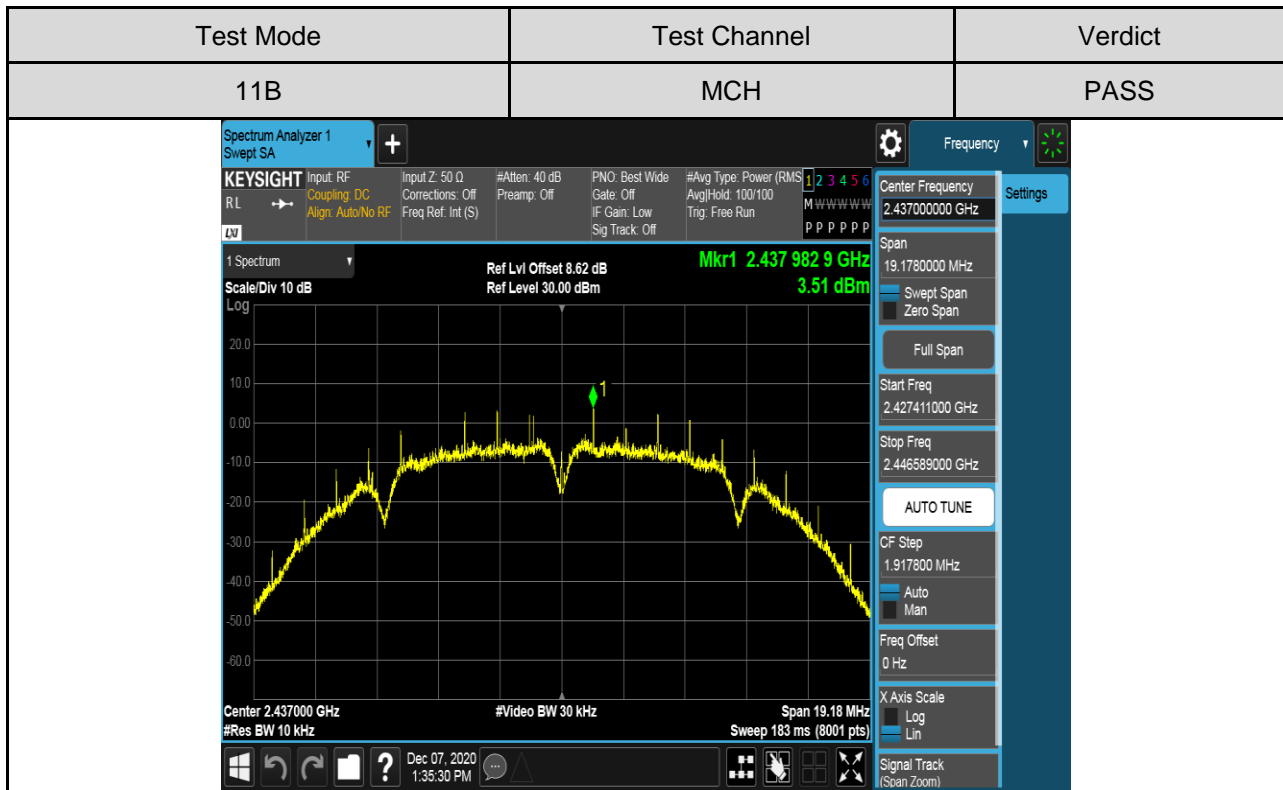 Test Mode Test Channel Verdict
11B MCH PASS
Spectrum Analyzer 1
Swept SA
+
Frequency
KEYSIGHT
RL
LXI
Input: RF
Coupling: DC
Align: Auto/No RF
Input Z: 50 Ω
Corrections: Off
Freq Ref: Int (S)
#Atten: 40 dB
Preamp: Off
PNO: Best Wide
Gate: Off
IF Gain: Low
Sig Track: Off
#Avg Type: Power (RMS
Avg|Hold: 100/100
Trig: Free Run
1 2 3 4 5 6
M W W W W W
P P P P P P
1 Spectrum
Scale/Div 10 dB
Log
Ref Lvl Offset 8.62 dB
Ref Level 30.00 dBm
Mkr1 2.437 982 9 GHz
3.51 dBm
20.0
10.0
0.00
-10.0
-20.0
-30.0
-40.0
-50.0
-60.0
1
Center 2.437000 GHz
#Res BW 10 kHz
#Video BW 30 kHz
Span 19.18 MHz
Sweep 183 ms (8001 pts)
Center Frequency
2.437000000 GHz
Settings
Span
19.1780000 MHz
Swept Span
Zero Span
Full Span
Start Freq
2.427411000 GHz
Stop Freq
2.446589000 GHz
AUTO TUNE
CF Step
1.917800 MHz
Auto
Man
Freq Offset
0 Hz
X Axis Scale
Log
Lin
Signal Track
(Span Zoom)
?
Dec 07, 2020
1:35:30 PM